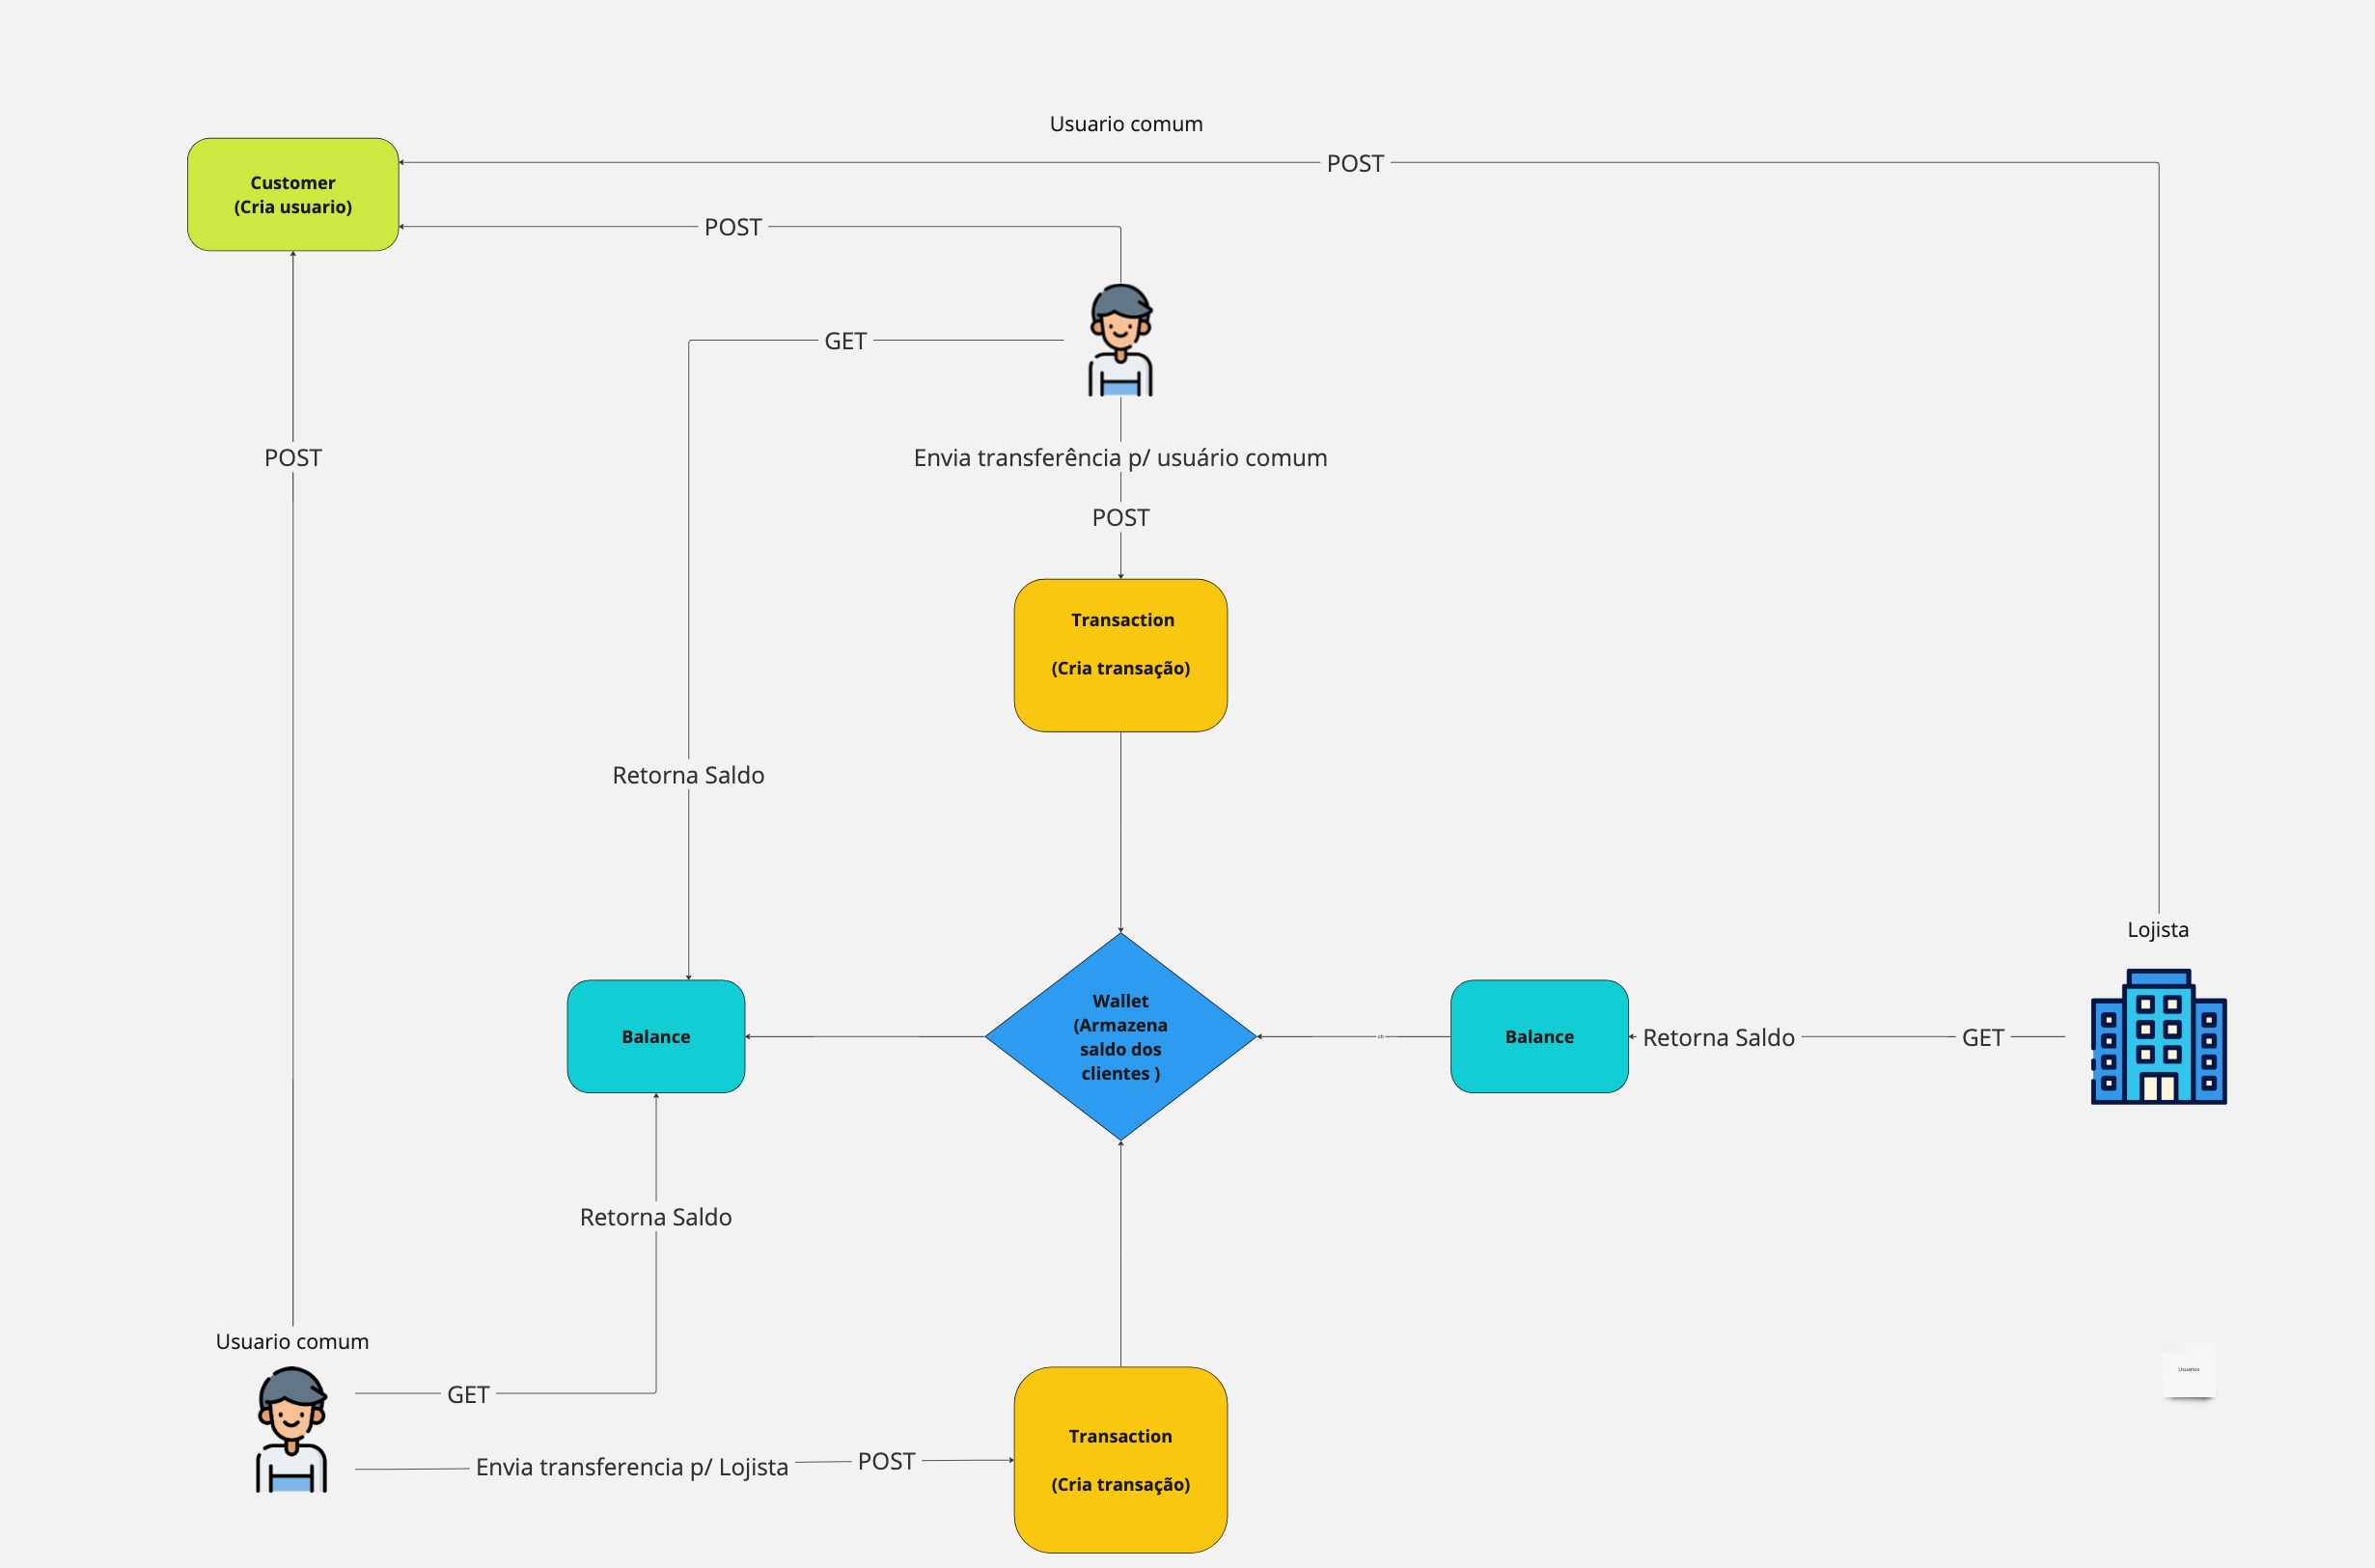 Usuario comum
POST
Customer
(Cria usuario)
POST
GET
POST
Envia transferência p/ usuário comum
POST
Transaction
(Cria transação)
Retorna Saldo
Lojista
Wallet
(Armazena
saldo dos
clientes )
Balance
Balance
Retorna Saldo
GET
Retorna Saldo
Usuario comum
Usuarios
GET
Envia transferencia p/ Lojista
POST
Transaction
(Cria transação)